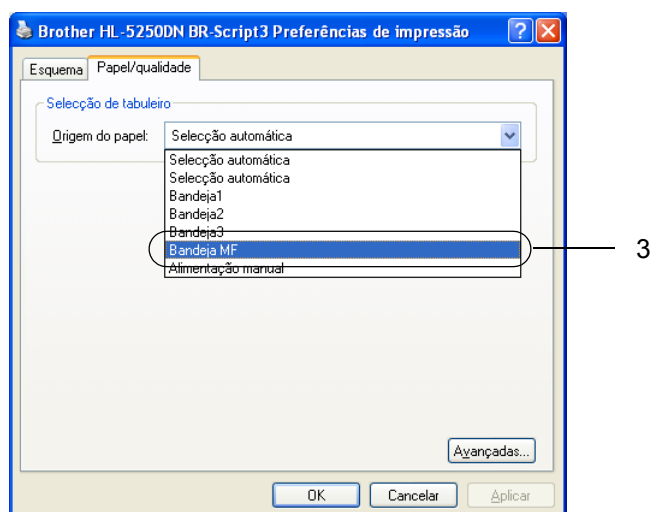 Brother HL-5250DN BR-Script3 Preferências de impressão
Esquema Papel/qualidade
Selecção de tabuleiro
Origem do papel: Selecção automática
Selecção automática
Selecção automática
Bandeja1
Bandeja2
Bandeja3
Bandeja MF
3
Alimentação manual
Avançadas...
OK Cancelar Aplicar